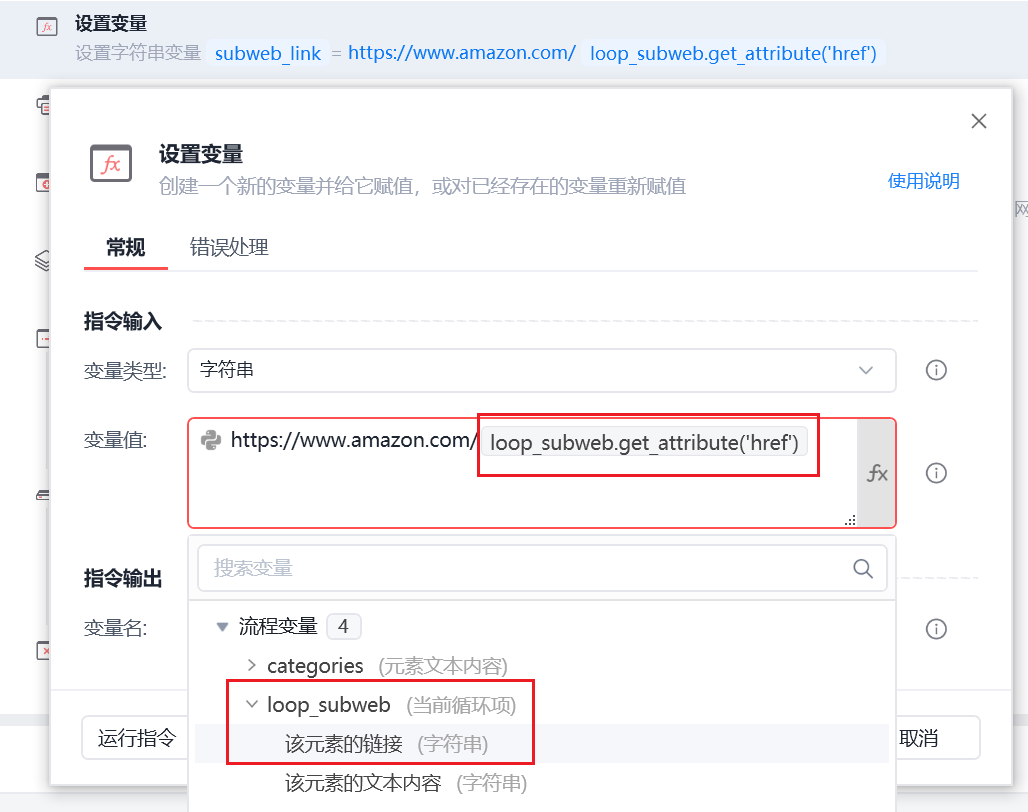 设置变量
设置字符串变量 subweb_link = https://www.amazon.com/ loop_subweb.get_attribute('href')
设置变量
创建一个新的变量并给它赋值，或对已经存在的变量重新赋值
使用说明
网
常规 错误处理
指令输入
变量类型: 字符串
变量值: https://www.amazon.com/ loop_subweb.get_attribute('href')
fx
搜索变量
指令输出
变量名:
流程变量 4
categories (元素文本内容)
loop_subweb (当前循环项)
该元素的链接 (字符串)
该元素的文本内容 (字符串)
运行指令 取消